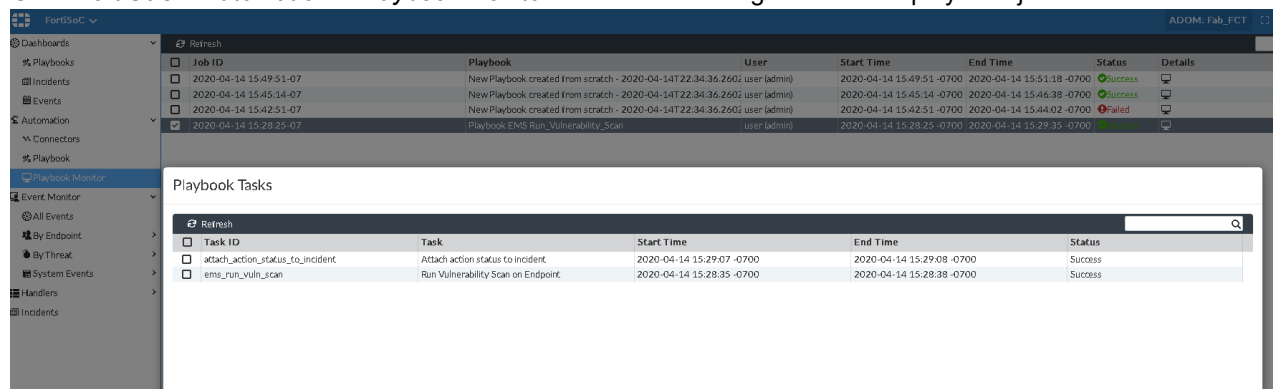 FortiSoC
ADOM: Fab_FCT
Dashboards
Playbooks
Incidents
Events
Automation
Connectors
Playbook
Playbook Monitor
Event Monitor
All Events
By Endpoint
By Threat
System Events
Handlers
Incidents
Refresh
Job ID Playbook User Start Time End Time Status Details
2020-04-14 15:49:51-07 New Playbook created from scratch - 2020-04-14T22:34:36.260Z user (admin) 2020-04-14 15:49:51 -0700 2020-04-14 15:51:18 -0700 Success
2020-04-14 15:45:14-07 New Playbook created from scratch - 2020-04-14T22:34:36.260Z user (admin) 2020-04-14 15:45:14 -0700 2020-04-14 15:46:38 -0700 Success
2020-04-14 15:42:51-07 New Playbook created from scratch - 2020-04-14T22:34:36.260Z user (admin) 2020-04-14 15:42:51 -0700 2020-04-14 15:44:02 -0700 Failed
2020-04-14 15:28:25-07 Playbook EMS Run_Vulnerability_Scan user (admin) 2020-04-14 15:28:25 -0700 2020-04-14 15:29:35 -0700
Playbook Tasks
Refresh
Task ID Task Start Time End Time Status
attach_action_status_to_incident Attach action status to incident 2020-04-14 15:29:07 -0700 2020-04-14 15:29:08 -0700 Success
ems_run_vuln_scan Run Vulnerability Scan on Endpoint 2020-04-14 15:28:35 -0700 2020-04-14 15:28:38 -0700 Success